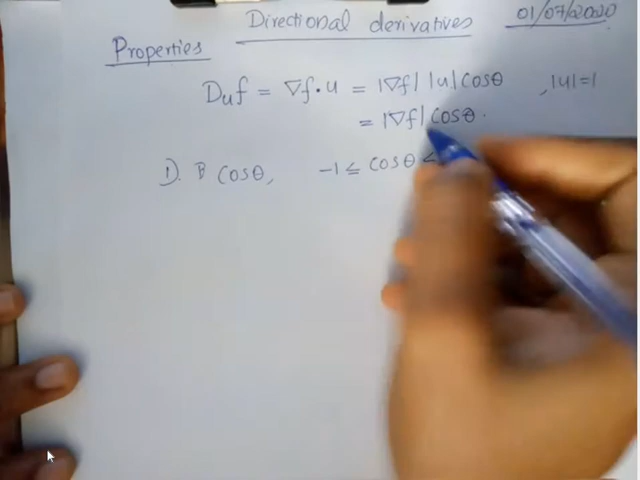 Directional derivatives 01/07/2020
Properties
Duf = ∇f • u = |∇f| |u| cosθ , |u|=1
= |∇f| cosθ.
1). cosθ, -1 ≤ cosθ